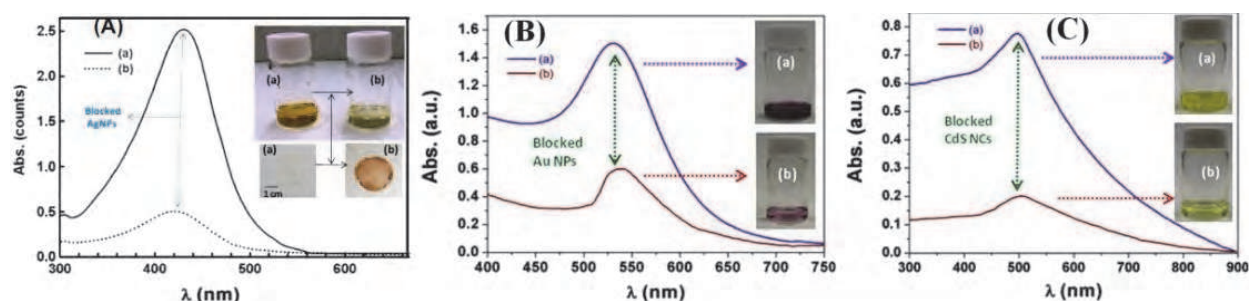 (A)
2.5
2.0
1.5
1.0
0.5
0.0
Abs. (counts)
(a)
(b)
Blocked
AgNPs
(a)
(b)
(a)
(b)
1 cm
300
400
500
600
λ (nm)
(B)
1.6
1.4
1.2
1.0
0.8
0.6
0.4
0.2
0.0
Abs. (a.u.)
(a)
(b)
Blocked
Au NPs
(a)
(b)
400
450
500
550
600
650
700
750
λ (nm)
(C)
0.8
0.7
0.6
0.5
0.4
0.3
0.2
0.1
0.0
Abs. (a.u.)
(a)
(b)
Blocked
CdS NCs
(a)
(b)
300
400
500
600
700
800
900
λ (nm)